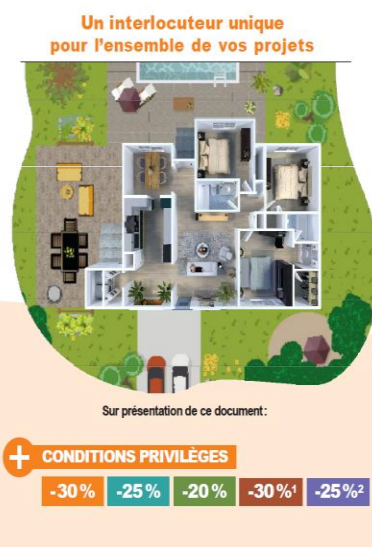 Un interlocuteur unique
pour l'ensemble de vos projets
Sur présentation de ce document:
+ CONDITIONS PRIVILÈGES
-30% -25% -20% -30%¹ -25%²